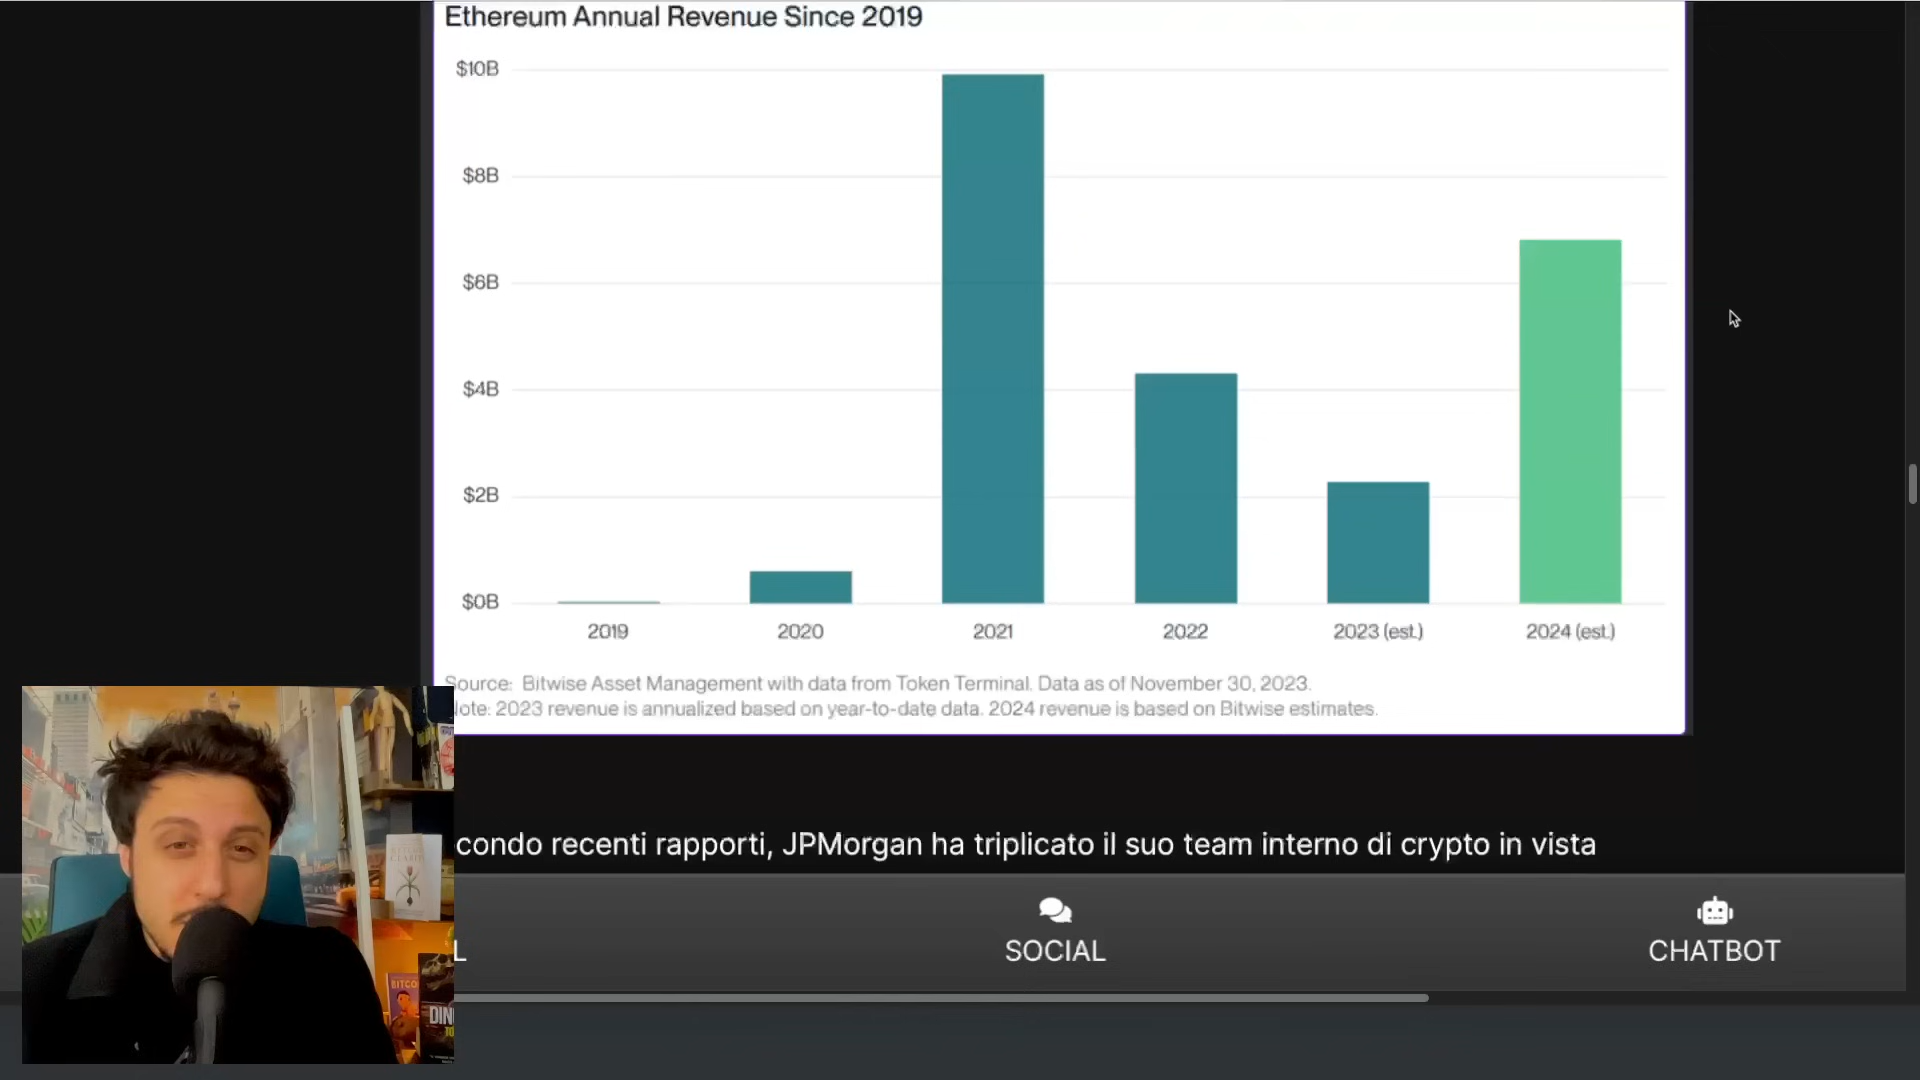 Ethereum Annual Revenue Since 2019
$10B
$8B
$6B
$4B
$2B
$0B
2019 2020 2021 2022 2023 (est.) 2024 (est.)
Source: Bitwise Asset Management with data from Token Terminal. Data as of November 30, 2023.
ote: 2023 revenue is annualized based on year-to-date data. 2024 revenue is based on Bitwise estimates.
condo recenti rapporti, JPMorgan ha triplicato il suo team interno di crypto in vista
L SOCIAL CHATBOT
BITCO
DIN